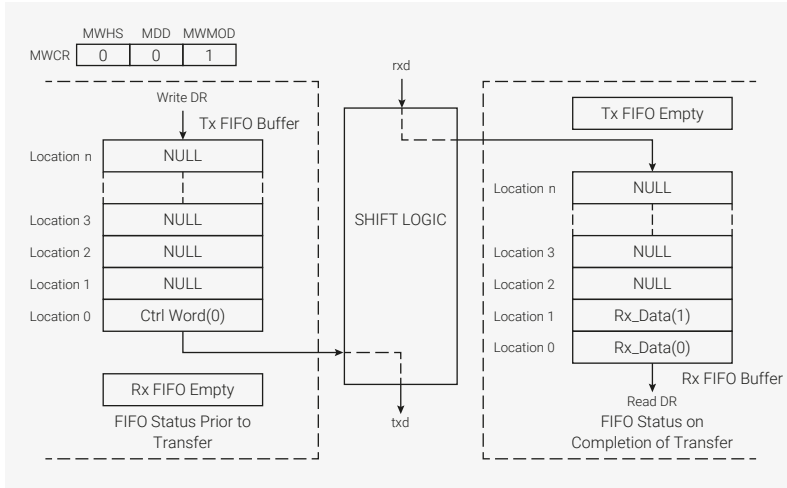 MWHS MDD MWMOD
MWCR 0 0 1
Write DR
Tx FIFO Buffer
Location n NULL
Location 3 NULL
Location 2 NULL
Location 1 NULL
Location 0 Ctrl Word(0)
Rx FIFO Empty
FIFO Status Prior to
Transfer
rxd
SHIFT LOGIC
txd
Tx FIFO Empty
Location n NULL
Location 3 NULL
Location 2 NULL
Location 1 Rx_Data(1)
Location 0 Rx_Data(0)
Rx FIFO Buffer
Read DR
FIFO Status on
Completion of Transfer